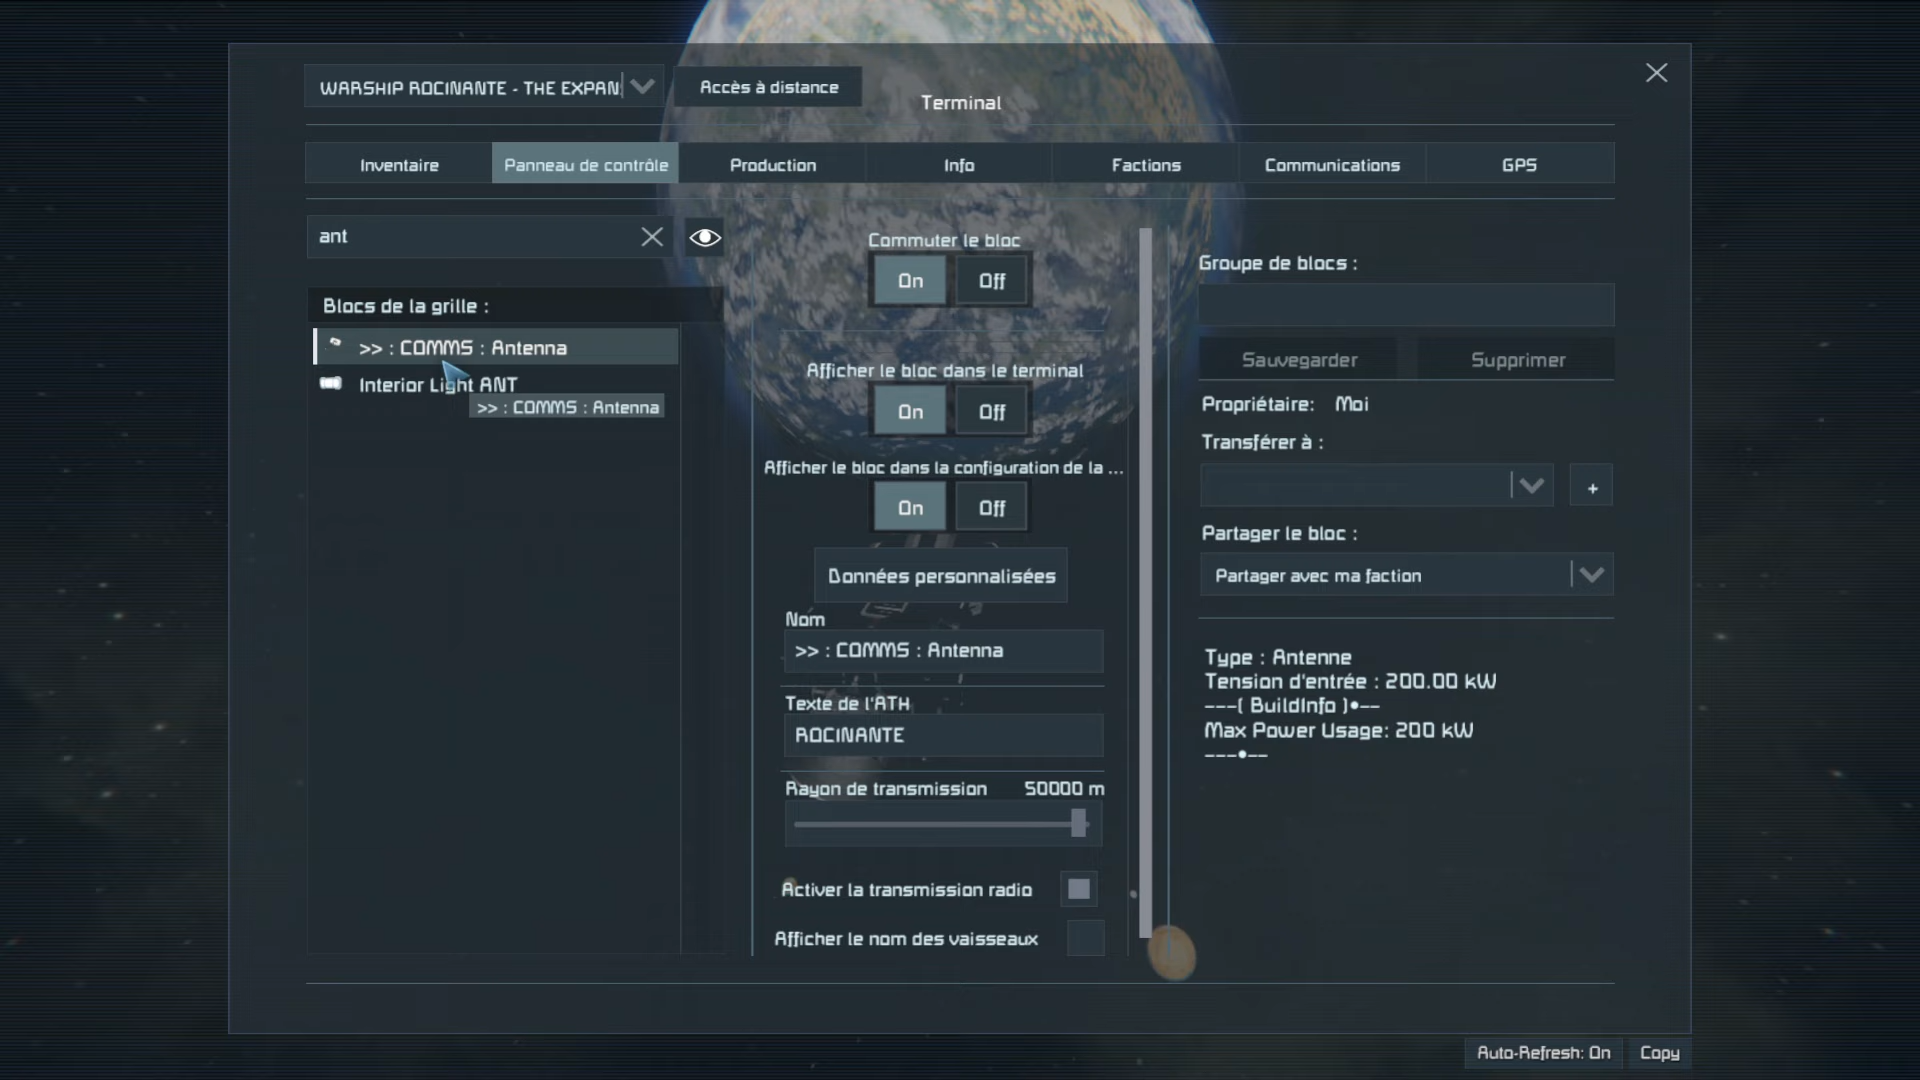 WARSHIP ROCINANTE - THE EXPAN
Accès à distance
Terminal
Inventaire
Panneau de contrôle
Production
Info
Factions
Communications
GPS
ant
Blocs de la grille :
>> : COMMS : Antenna
Interior Light ANT
>> : COMMS : Antenna
Commuter le bloc
On Off
Afficher le bloc dans le terminal
On Off
Afficher le bloc dans la configuration de la ...
On Off
Données personnalisées
Nom
>> : COMMS : Antenna
Texte de l'ATH
ROCINANTE
Rayon de transmission 50000 m
Activer la transmission radio
Afficher le nom des vaisseaux
Groupe de blocs :
Sauvegarder Supprimer
Propriétaire: Moi
Transférer à :
+
Partager le bloc :
Partager avec ma faction
Type : Antenne
Tension d'entrée : 200.00 kW
---( BuildInfo )•--
Max Power Usage: 200 kW
---•--
Auto-Refresh: On
Copy